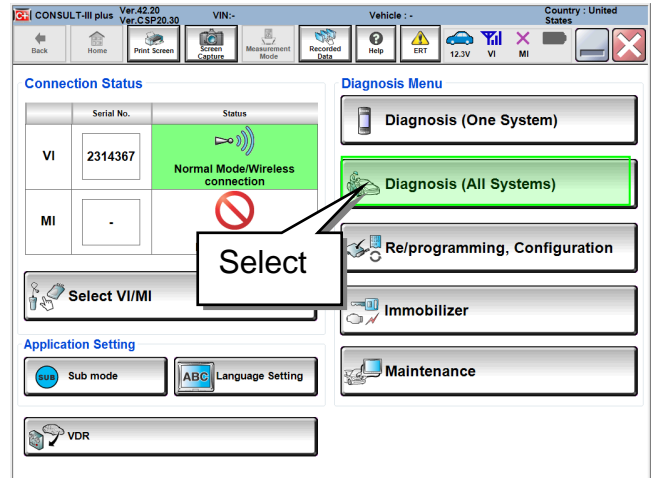 C+ CONSULT-III plus Ver.42.20 VIN:- Vehicle : - Country : United
Ver.CSP20.30 States
Back Home Print Screen Screen Capture Measurement Mode Recorded Data Help ERT 12.3V VI MI
Connection Status
Serial No. Status
VI 2314367 Normal Mode/Wireless
connection
MI -
Select VI/MI
Application Setting
SUB Sub mode ABC Language Setting
VDR
Diagnosis Menu
Diagnosis (One System)
Diagnosis (All Systems)
Re/programming, Configuration
Immobilizer
Maintenance
Select